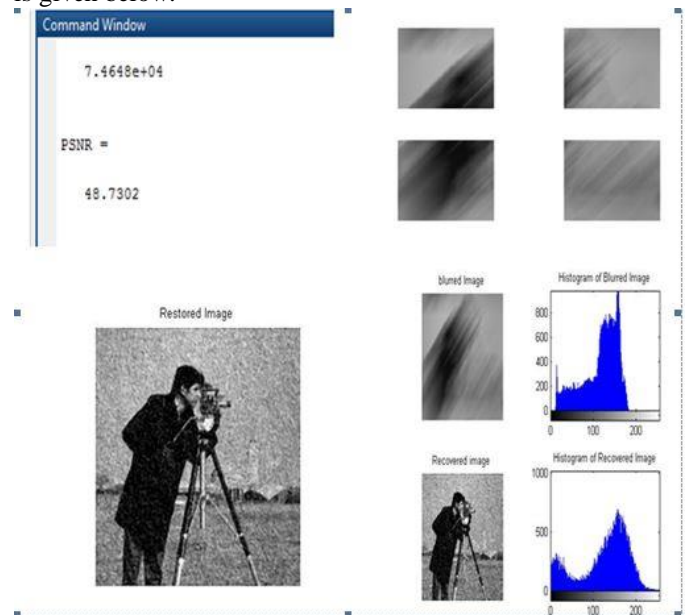 is given below.
Command Window
7.4648e+04
PSNR =
48.7302
Restored Image
blurred Image
Histogram of Blurred Image
800
600
400
200
0
0 100 200
Recovered image
Histogram of Recovered Image
1000
500
0
0 100 200